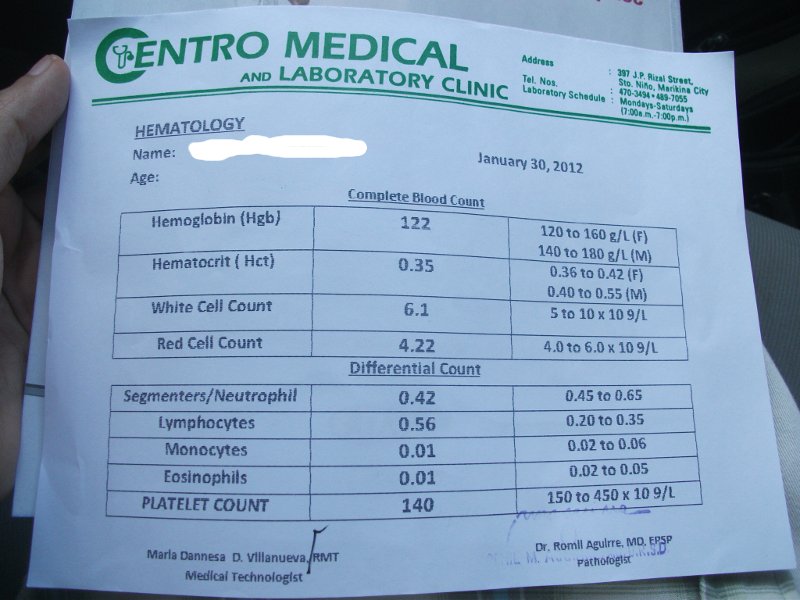 CENTRO MEDICAL
AND LABORATORY CLINIC
Address : 397 J.P. Rizal Street,
Sto. Niño, Marikina City
Tel. Nos. : 470-3494 • 489-7055
Laboratory Schedule : Mondays-Saturdays
(7:00a.m.-7:00p.m.)
HEMATOLOGY
Name:
January 30, 2012
Age:
Complete Blood Count
Hemoglobin (Hgb) 122 120 to 160 g/L (F)
140 to 180 g/L (M)
Hematocrit ( Hct) 0.35 0.36 to 0.42 (F)
0.40 to 0.55 (M)
White Cell Count 6.1 5 to 10 x 10 9/L
Red Cell Count 4.22 4.0 to 6.0 x 10 9/L
Differential Count
Segmenters/Neutrophil 0.42 0.45 to 0.65
Lymphocytes 0.56 0.20 to 0.35
Monocytes 0.01 0.02 to 0.06
Eosinophils 0.01 0.02 to 0.05
PLATELET COUNT 140 150 to 450 x 10 9/L
Maria Dannesa D. Villanueva, RMT
Medical Technologist
Dr. Romil Aguirre, MD, FPSP
Pathologist